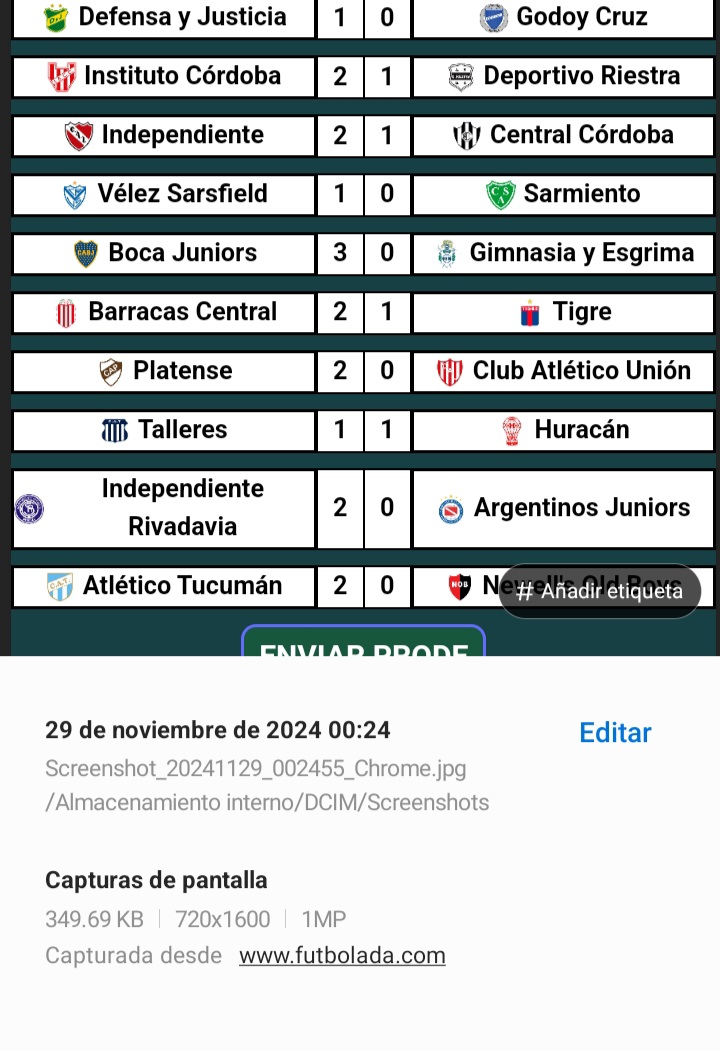 Defensa y Justicia 1 0 Godoy Cruz
Instituto Córdoba 2 1 Deportivo Riestra
Independiente 2 1 Central Córdoba
Vélez Sarsfield 1 0 Sarmiento
Boca Juniors 3 0 Gimnasia y Esgrima
Barracas Central 2 1 Tigre
Platense 2 0 Club Atlético Unión
Talleres 1 1 Huracán
Independiente
Rivadavia 2 0 Argentinos Juniors
Atlético Tucumán 2 0 Newell's Old Boys
# Añadir etiqueta
ENVIAR PRODE
29 de noviembre de 2024 00:24 Editar
Screenshot_20241129_002455_Chrome.jpg
/Almacenamiento interno/DCIM/Screenshots
Capturas de pantalla
349.69 KB 720x1600 1MP
Capturada desde www.futbolada.com